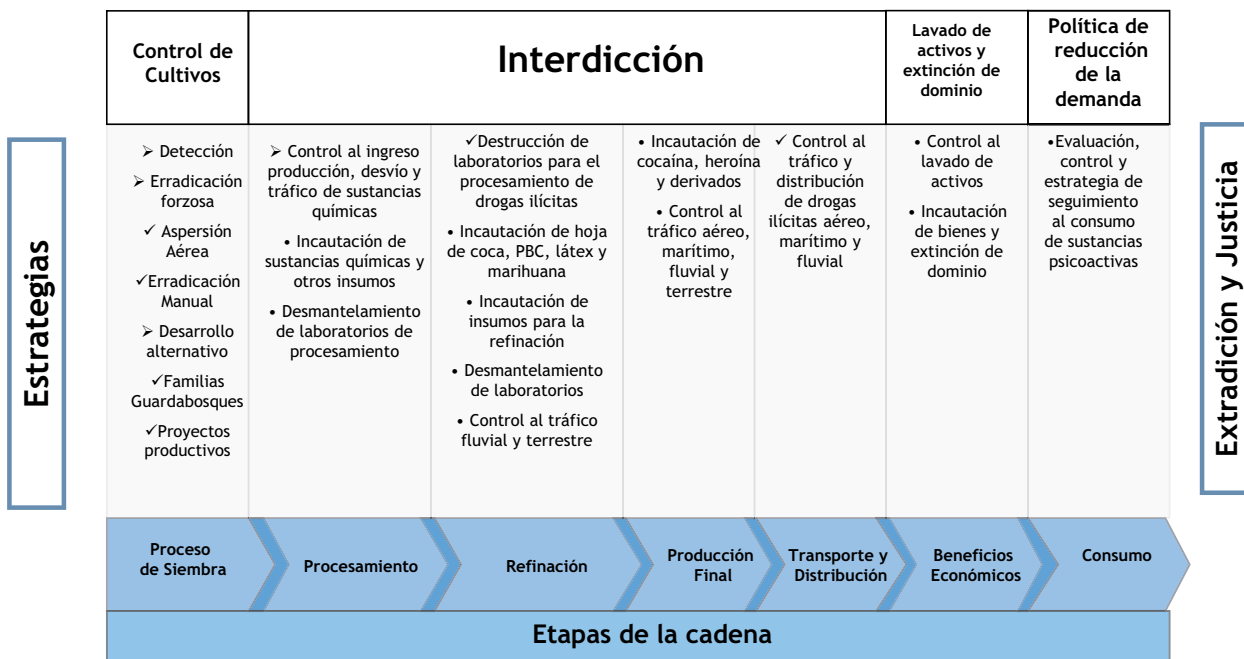 Control de
Cultivos
Interdicción
Lavado de
activos y
extinción de
dominio
Política de
reducción
de la
demanda
Estrategias
➢ Detección
➢ Erradicación
forzosa
✓ Aspersión
Aérea
✓Erradicación
Manual
➢ Desarrollo
alternativo
✓Familias
Guardabosques
✓Proyectos
productivos
➢ Control al ingreso
producción, desvío y
tráfico de sustancias
químicas
• Incautación de
sustancias químicas y
otros insumos
• Desmantelamiento
de laboratorios de
procesamiento
✓Destrucción de
laboratorios para el
procesamiento de
drogas ilícitas
• Incautación de hoja
de coca, PBC, látex y
marihuana
• Incautación de
insumos para la
refinación
• Desmantelamiento
de laboratorios
• Control al tráfico
fluvial y terrestre
• Incautación de
cocaína, heroína
y derivados
• Control al
tráfico aéreo,
marítimo,
fluvial y
terrestre
✓ Control al
tráfico y
distribución
de drogas
ilícitas aéreo,
marítimo y
fluvial
• Control al
lavado de
activos
• Incautación
de bienes y
extinción de
dominio
•Evaluación,
control y
estrategia de
seguimiento
al consumo
de sustancias
psicoactivas
Extradición y Justicia
Proceso
de Siembra
Procesamiento
Refinación
Producción
Final
Transporte y
Distribución
Beneficios
Económicos
Consumo
Etapas de la cadena